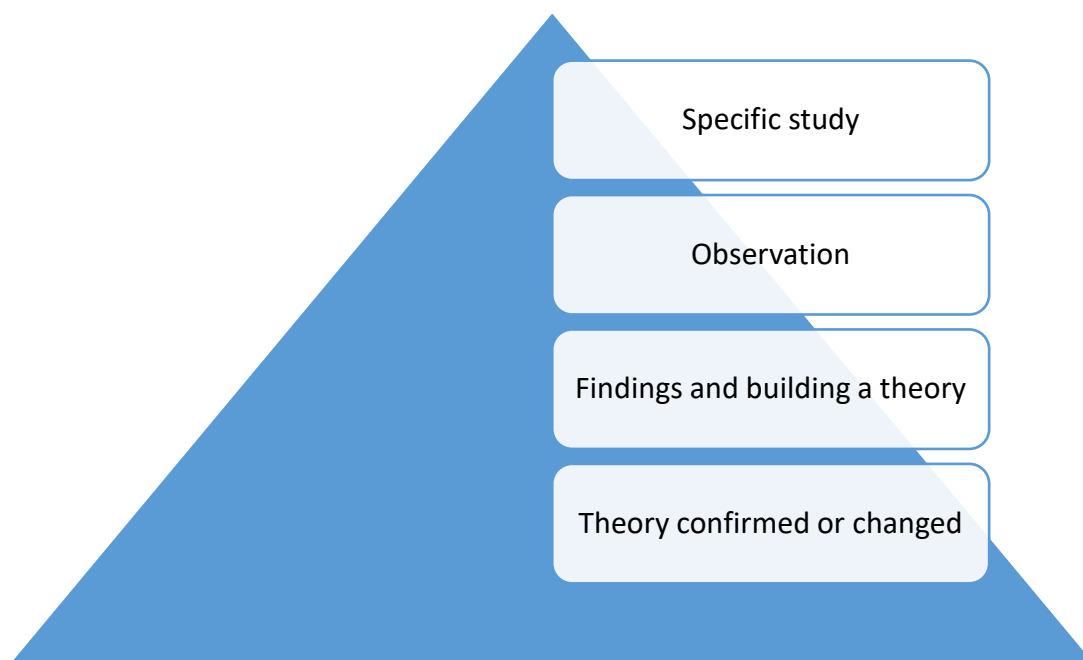 Specific study
Observation
Findings and building a theory
Theory confirmed or changed